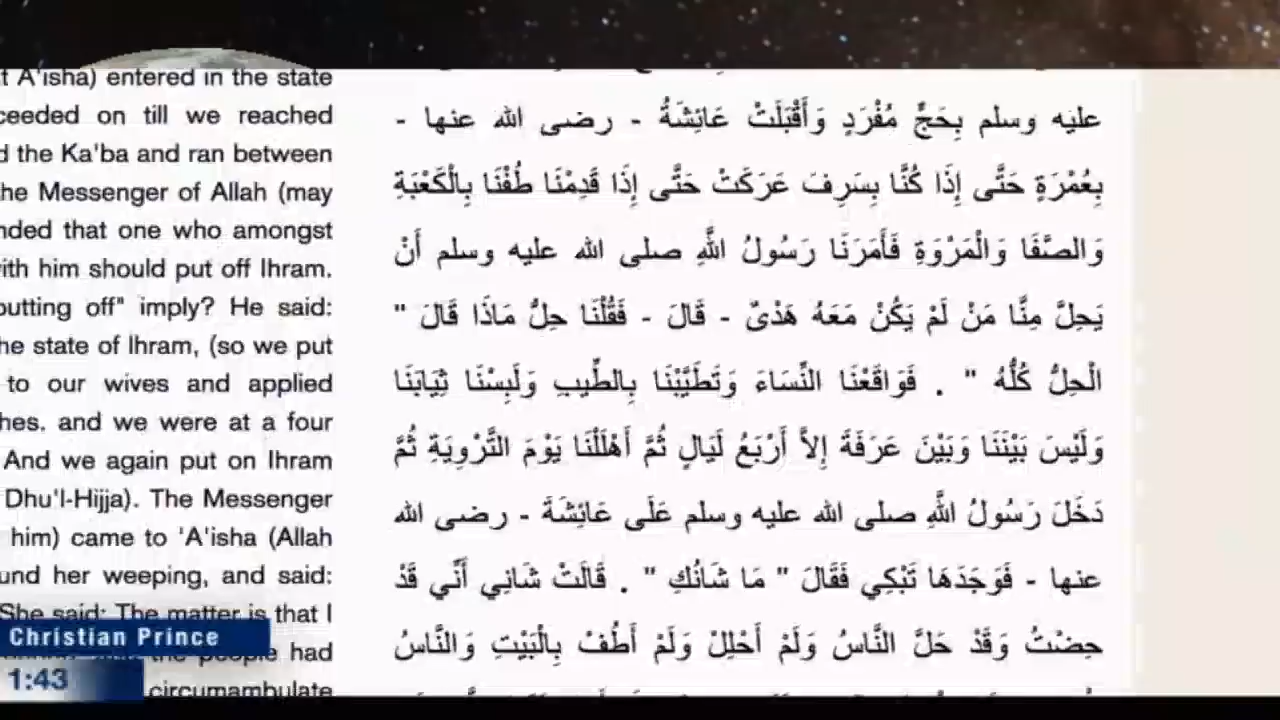 t A'isha) entered in the state
ceeded on till we reached
d the Ka'ba and ran between
he Messenger of Allah (may
nded that one who amongst
ith him should put off Ihram.
outting off" imply? He said:
he state of Ihram, (so we put
to our wives and applied
hes. and we were at a four
And we again put on Ihram
Dhu'l-Hijja). The Messenger
him) came to 'A'isha (Allah
und her weeping, and said:
She said: The matter is that I
the people had
circumambulate
عليه وسلم بِحَجٍّ مُفْرَدٍ وَأَقْبَلَتْ عَائِشَةُ - رضى الله عنها -
بِعُمْرَةٍ حَتَّى إِذَا كُنَّا بِسَرِفَ عَرَكَتْ حَتَّى إِذَا قَدِمْنَا طُفْنَا بِالْكَعْبَةِ
وَالصَّفَا وَالْمَرْوَةِ فَأَمَرَنَا رَسُولُ اللَّهِ صلى الله عليه وسلم أَنْ
يَحِلَّ مِنَّا مَنْ لَمْ يَكُنْ مَعَهُ هَدْىٌ - قَالَ - فَقُلْنَا حِلُّ مَاذَا قَالَ "
الْحِلُّ كُلُّهُ " . فَوَاقَعْنَا النِّسَاءَ وَتَطَيَّبْنَا بِالطِّيبِ وَلَبِسْنَا ثِيَابَنَا
وَلَيْسَ بَيْنَنَا وَبَيْنَ عَرَفَةَ إِلاَّ أَرْبَعُ لَيَالٍ ثُمَّ أَهْلَلْنَا يَوْمَ التَّرْوِيَةِ ثُمَّ
دَخَلَ رَسُولُ اللَّهِ صلى الله عليه وسلم عَلَى عَائِشَةَ - رضى الله
عنها - فَوَجَدَهَا تَبْكِي فَقَالَ " مَا شَانُكِ " . قَالَتْ شَانِي أَنِّي قَدْ
حِضْتُ وَقَدْ حَلَّ النَّاسُ وَلَمْ أَحْلِلْ وَلَمْ أَطُفْ بِالْبَيْتِ وَالنَّاسُ
Christian Prince
1:43